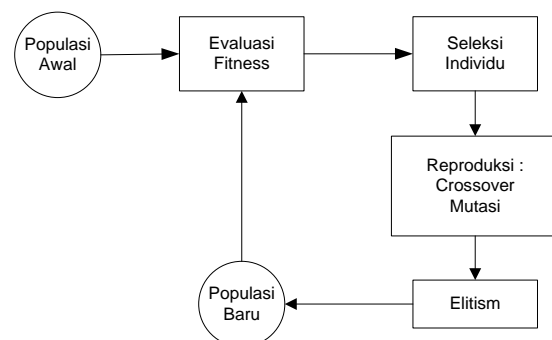 Populasi
Awal
Evaluasi
Fitness
Seleksi
Individu
Reproduksi :
Crossover
Mutasi
Elitism
Populasi
Baru